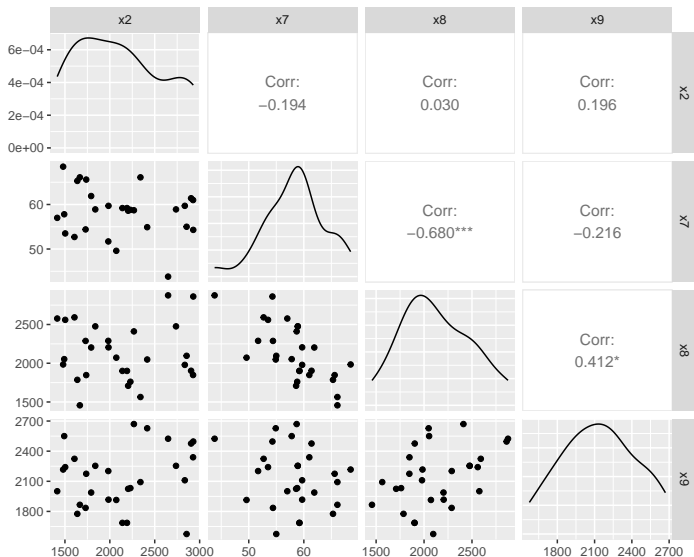 x2 x7 x8 x9
6e−04
4e−04
2e−04
0e+00
Corr:
−0.194
Corr:
0.030
Corr:
0.196
x2
60
50
Corr:
−0.680***
Corr:
−0.216
x7
2500
2000
1500
Corr:
0.412*
x8
2700
2400
2100
1800
x9
1500 2000 2500 3000 50 60 1500 2000 2500 1800 2100 2400 2700